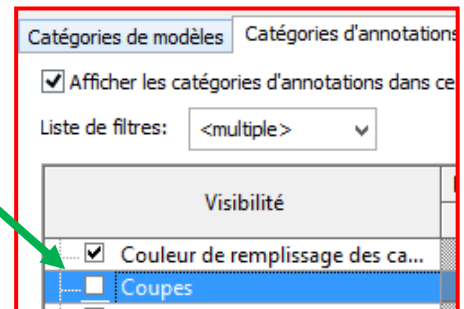 Catégories de modèles Catégories d'annotations
Afficher les catégories d'annotations dans ce
Liste de filtres: <multiple>
Visibilité
Couleur de remplissage des ca...
Coupes